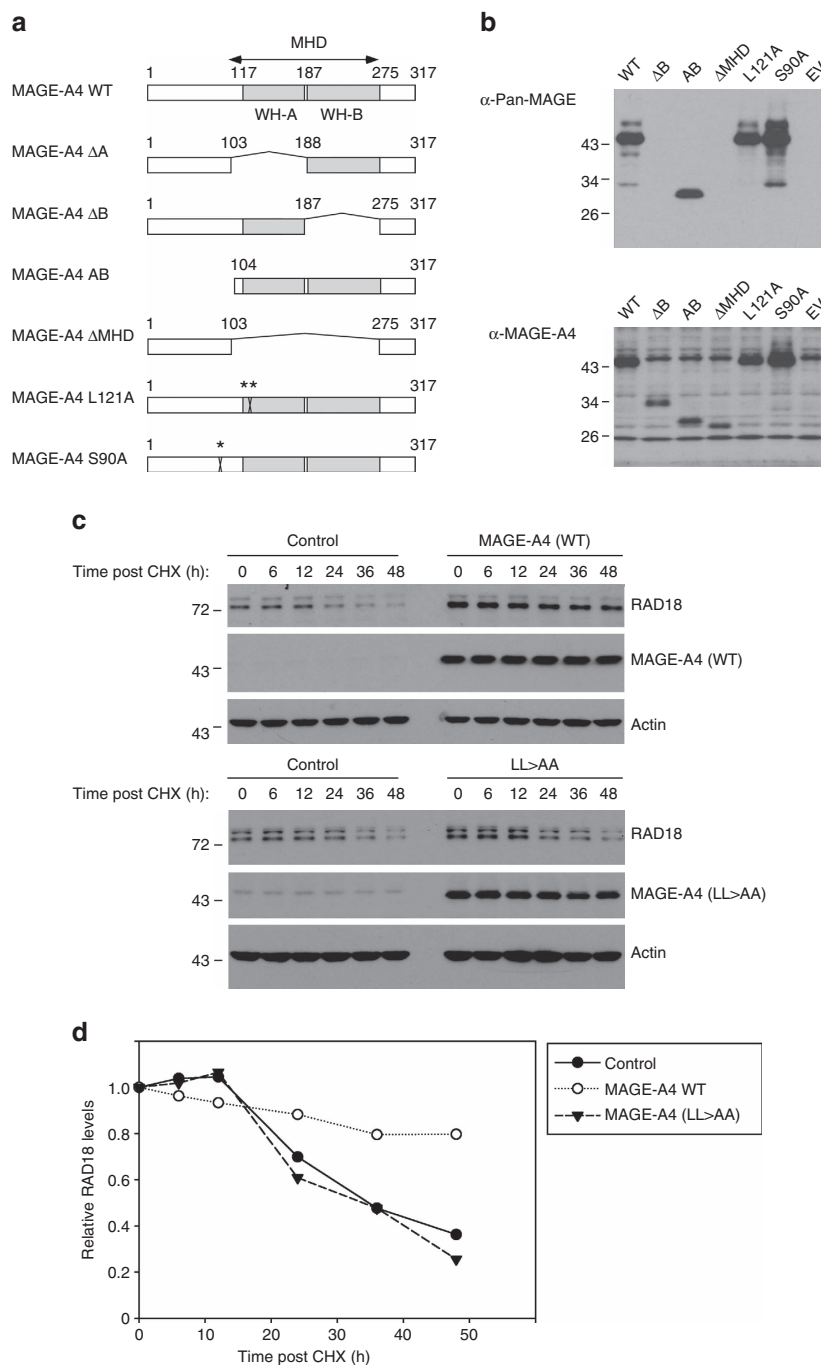 a
MHD
1 117 187 275 317
MAGE-A4 WT
WH-A WH-B
1 103 188 317
MAGE-A4 ΔA
1 187 275 317
MAGE-A4 ΔB
104 317
MAGE-A4 AB
1 103 275 317
MAGE-A4 ΔMHD
1 ** 317
MAGE-A4 L121A
1 * 317
MAGE-A4 S90A
b
WT ΔB AB ΔMHD L121A S90A EV
α-Pan-MAGE
43
34
26
WT ΔB AB ΔMHD L121A S90A EV
α-MAGE-A4
43
34
26
c
Control MAGE-A4 (WT)
Time post CHX (h): 0 6 12 24 36 48 0 6 12 24 36 48
72 RAD18
43 MAGE-A4 (WT)
43 Actin
Control LL>AA
Time post CHX (h): 0 6 12 24 36 48 0 6 12 24 36 48
72 RAD18
43 MAGE-A4 (LL>AA)
43 Actin
d
Relative RAD18 levels
1.0
0.8
0.6
0.4
0.2
0
0 10 20 30 40 50
Time post CHX (h)
Control
MAGE-A4 WT
MAGE-A4 (LL>AA)